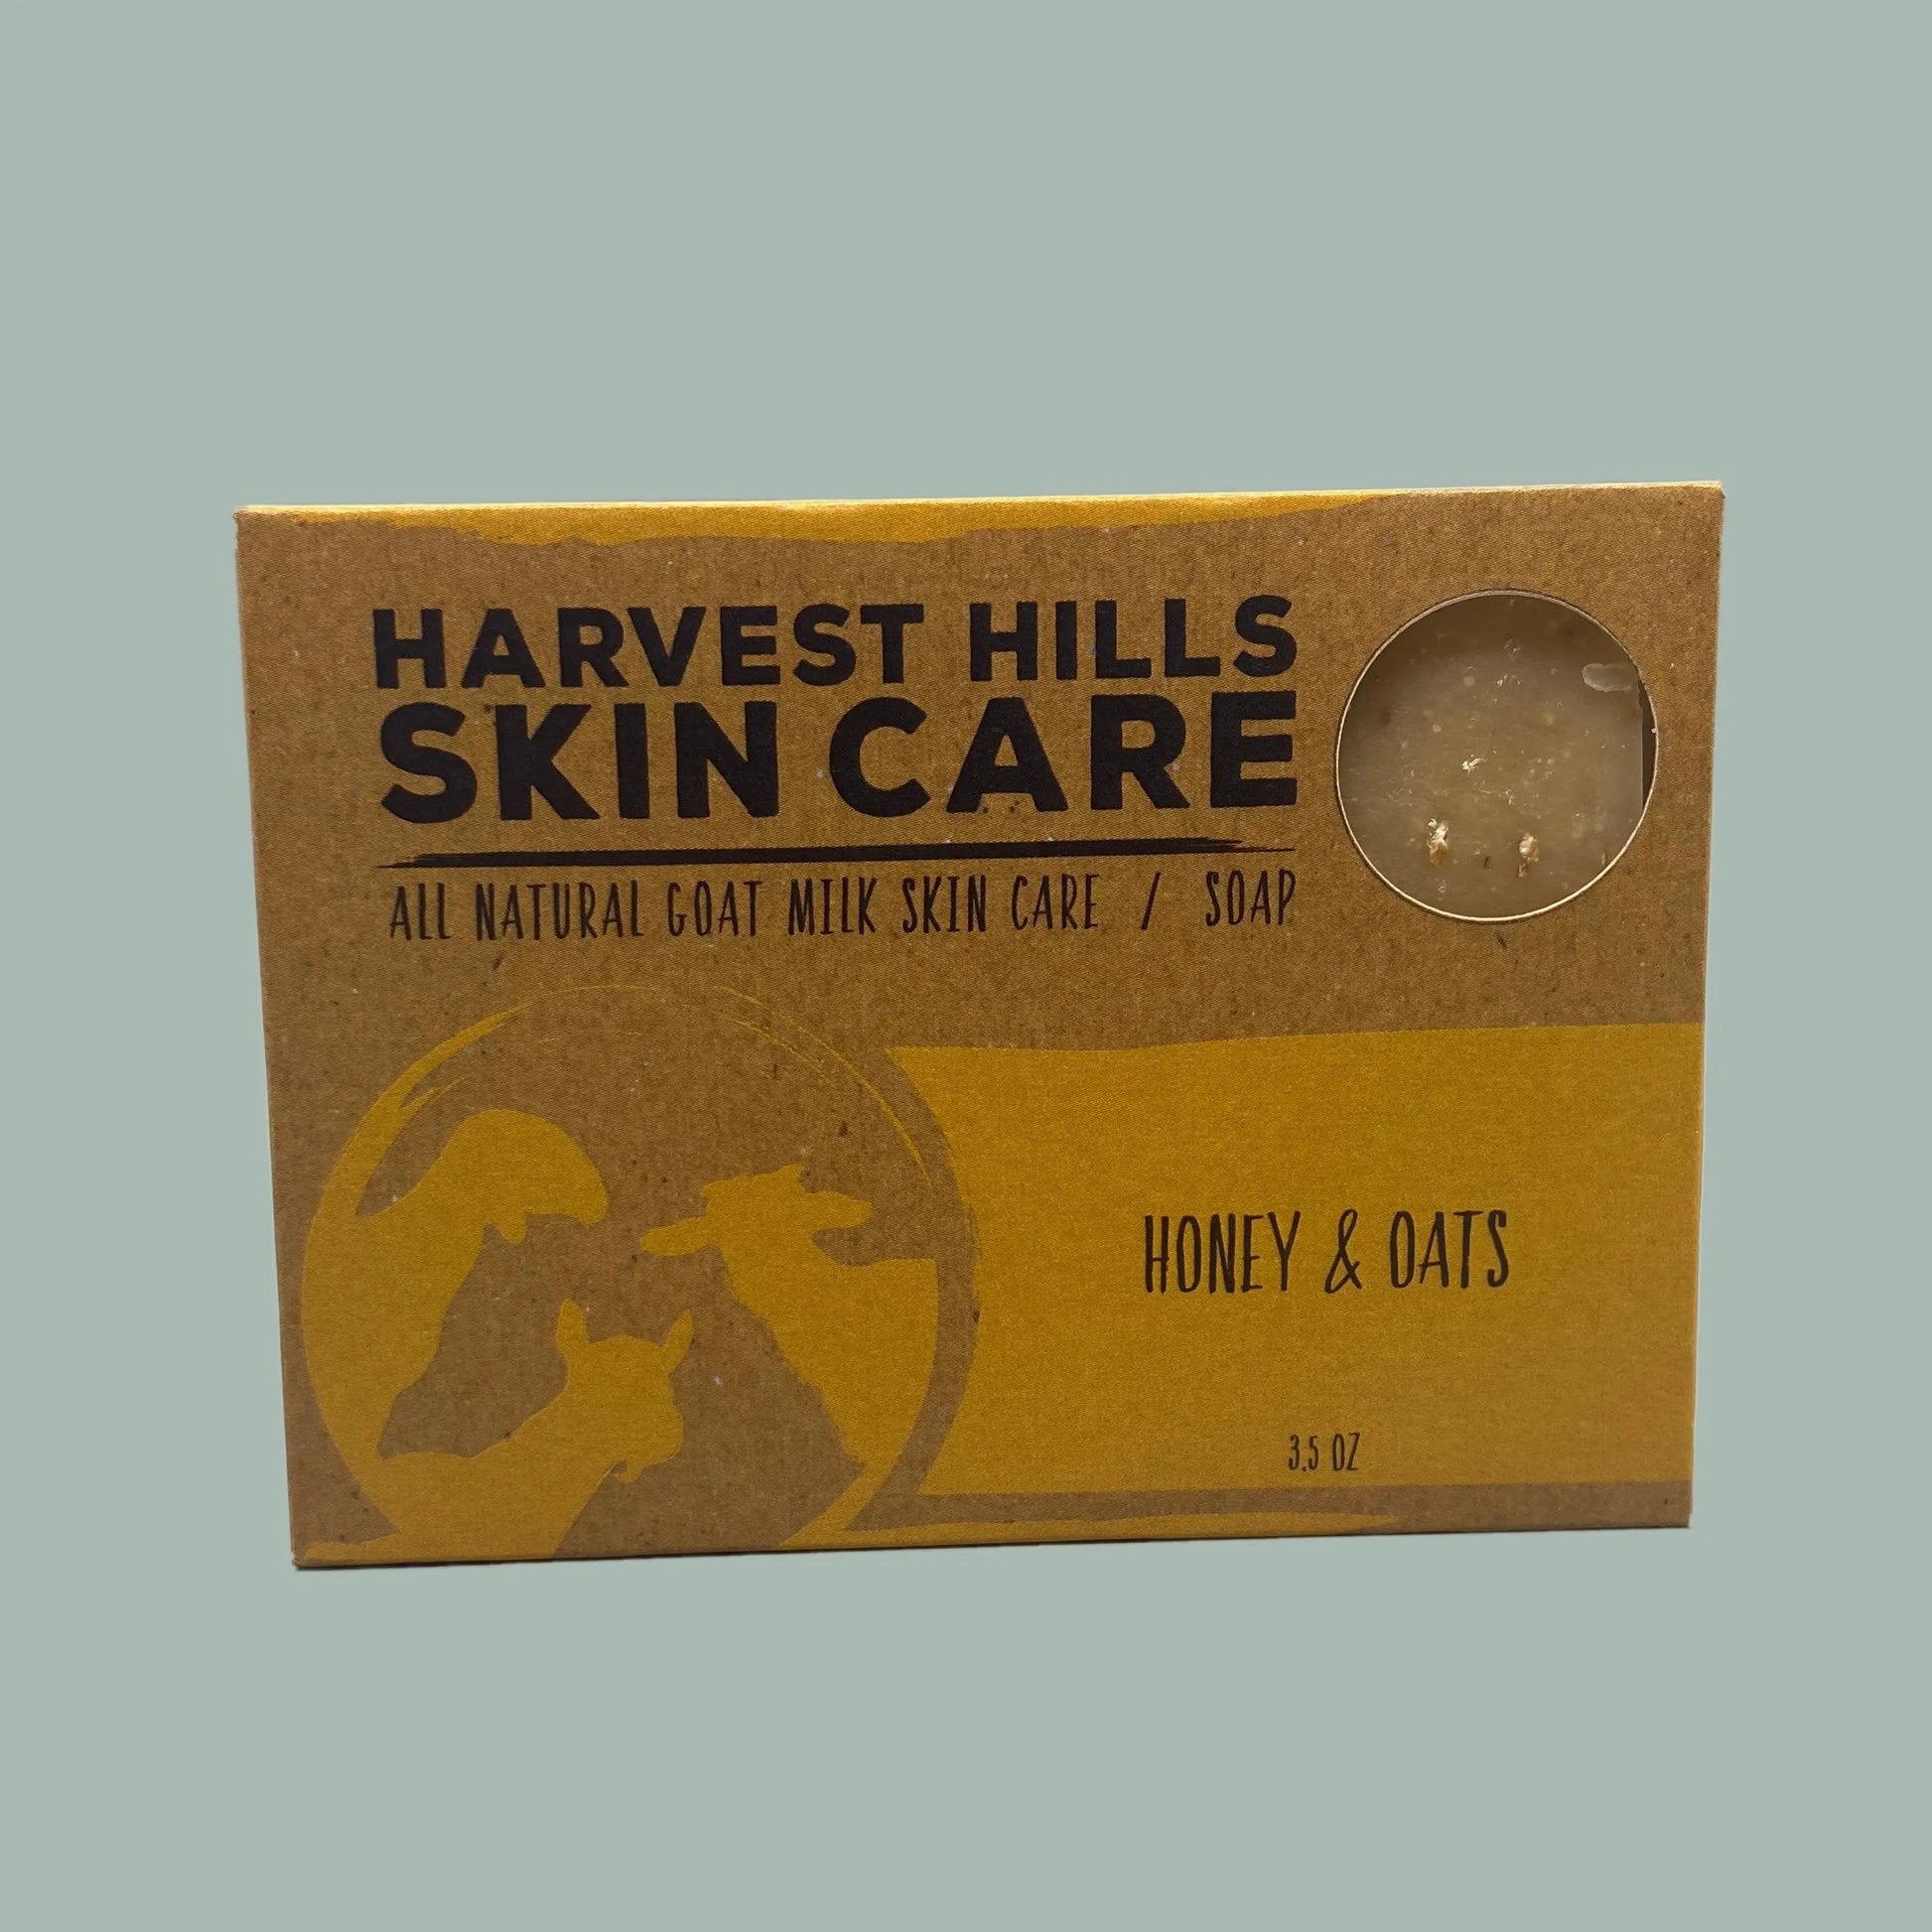 HARVEST HILLS
SKIN CARE
ALL NATURAL GOAT MILK SKIN CARE / SOAP
HONEY & OATS
3.5 OZ